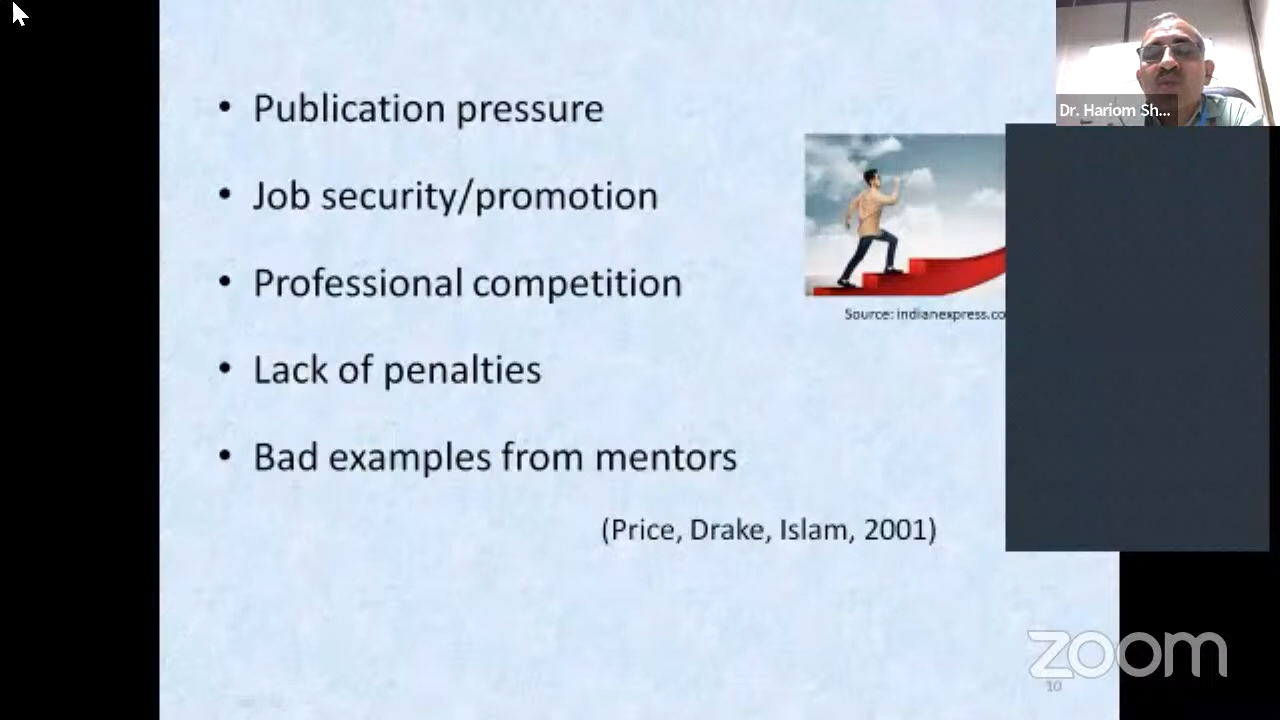 • Publication pressure
• Job security/promotion
• Professional competition
• Lack of penalties
• Bad examples from mentors
(Price, Drake, Islam, 2001)
Source: indianexpress.co
Dr. Hariom Sh...
zoom
10